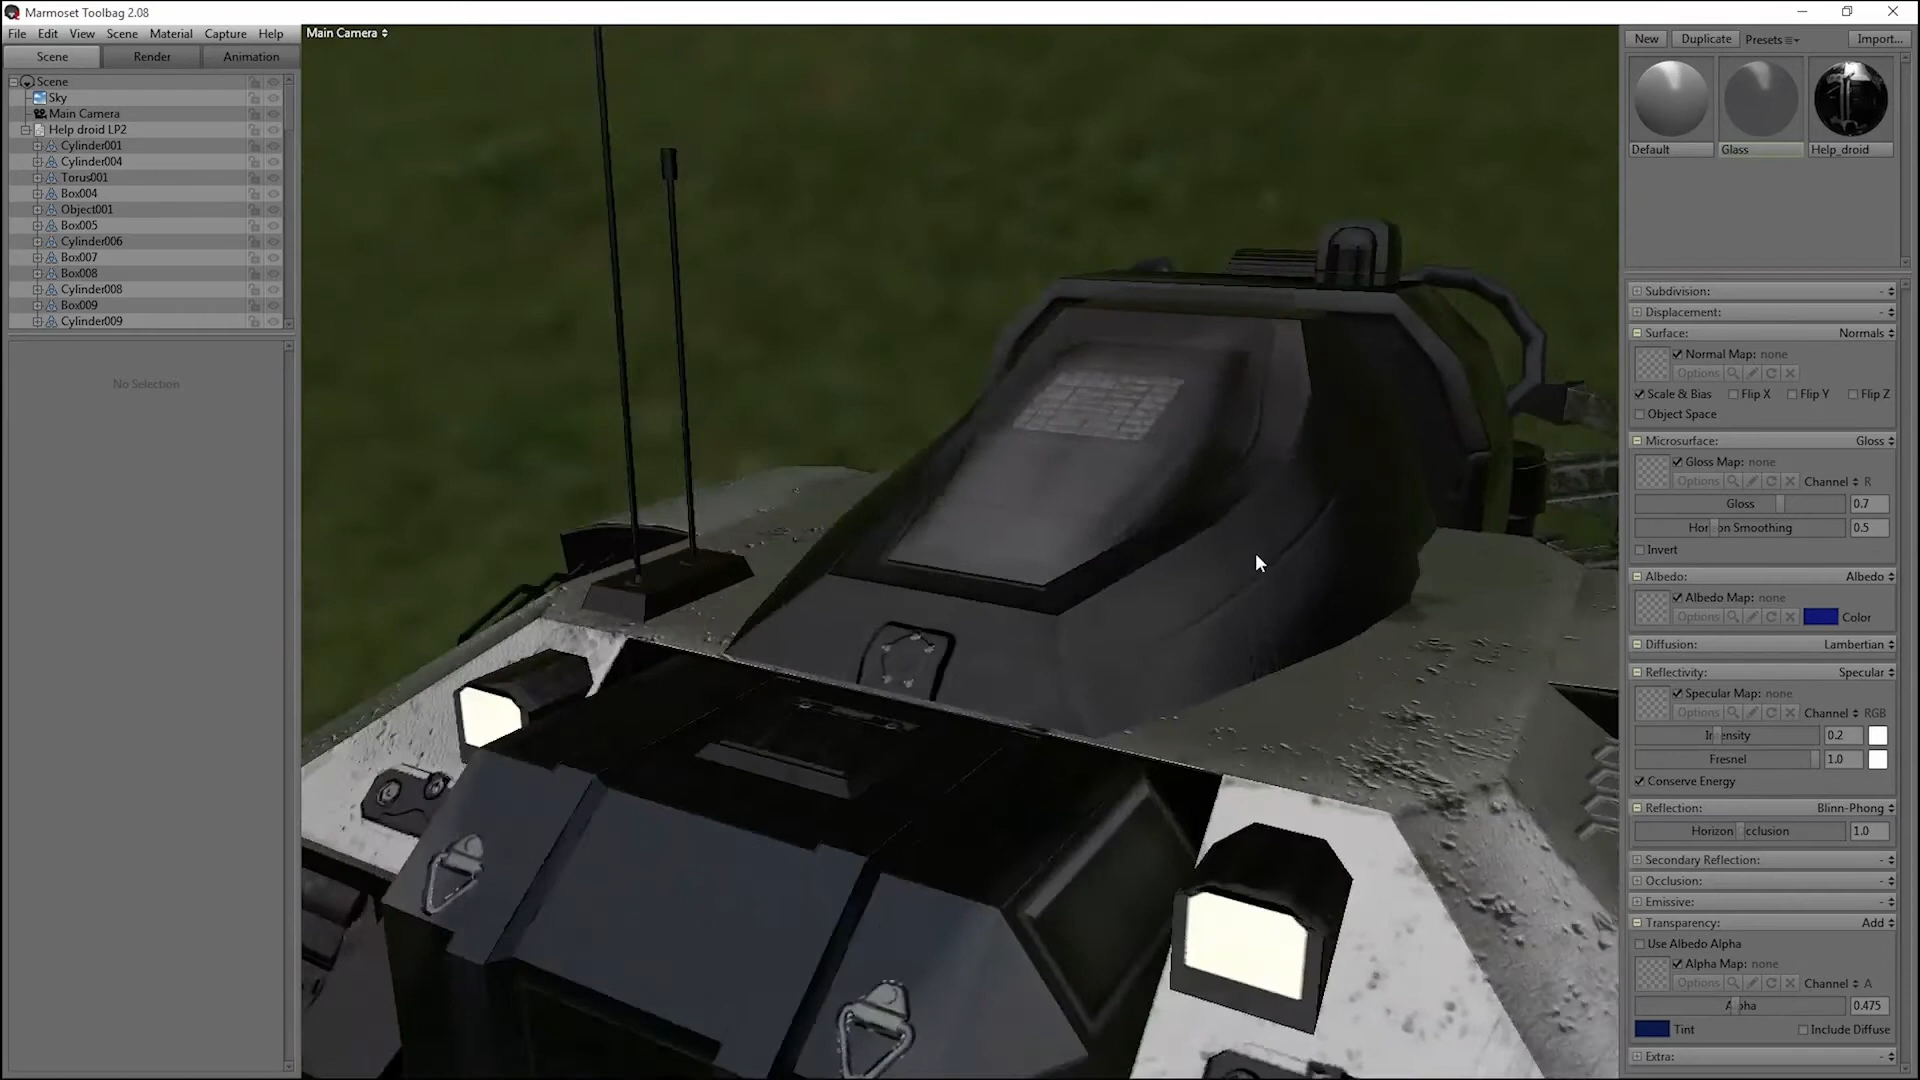 Marmoset Toolbag 2.08
File Edit View Scene Material Capture Help
Scene Render Animation
Scene
Sky
Main Camera
Help droid LP2
Cylinder001
Cylinder004
Torus001
Box004
Object001
Box005
Cylinder006
Box007
Box008
Cylinder008
Box009
Cylinder009
No Selection
Main Camera
New Duplicate Presets Import...
Default Glass Help_droid
Subdivision: -
Displacement: -
Surface: Normals
Normal Map: none
Options
Scale & Bias Flip X Flip Y Flip Z
Object Space
Microsurface: Gloss
Gloss Map: none
Options Channel R
Gloss 0.7
Horizon Smoothing 0.5
Invert
Albedo: Albedo
Albedo Map: none
Options Color
Diffusion: Lambertian
Reflectivity: Specular
Specular Map: none
Options Channel RGB
Intensity 0.2
Fresnel 1.0
Conserve Energy
Reflection: Blinn-Phong
Horizon Occlusion 1.0
Secondary Reflection: -
Occlusion: -
Emissive: -
Transparency: Add
Use Albedo Alpha
Alpha Map: none
Options Channel A
Alpha 0.475
Tint Include Diffuse
Extra: -